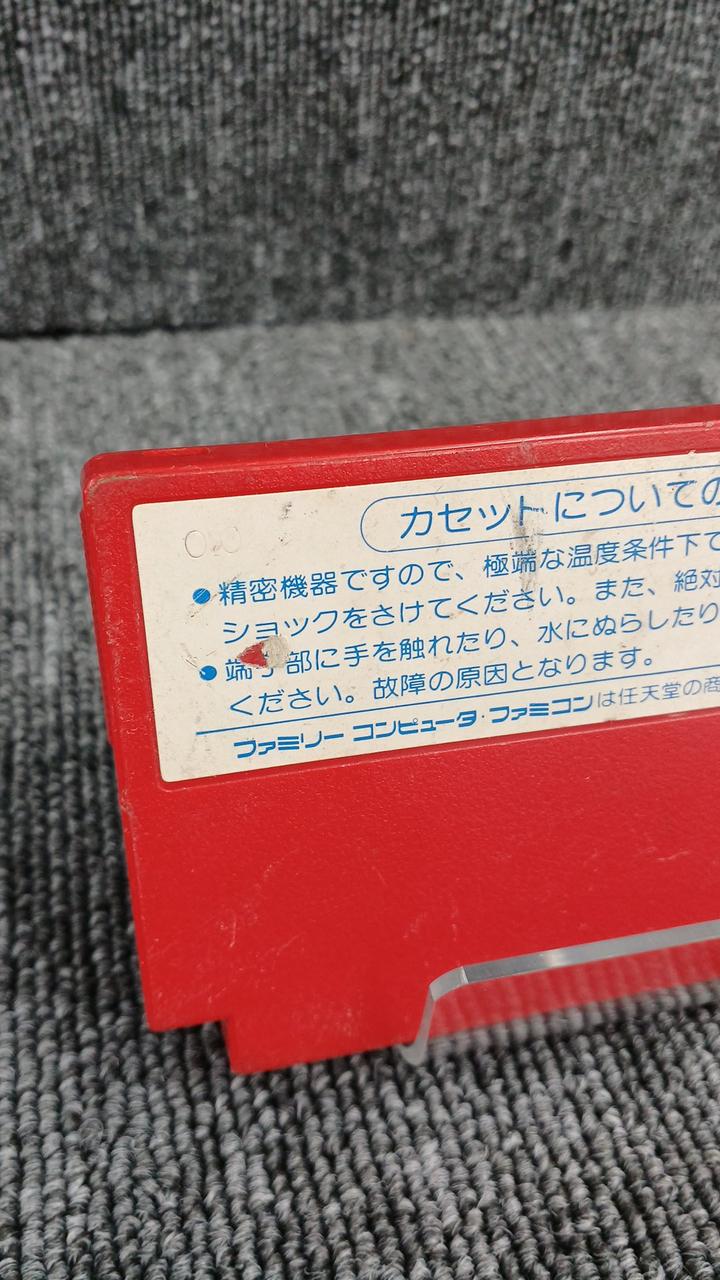 カセットについての
精密機器ですので、極端な温度条件下で
ショックをさけてください。また、絶対
端子部に手を触れたり、水にぬらしたり
ください。故障の原因となります。
ファミリー コンピュータ・ファミコンは任天堂の商